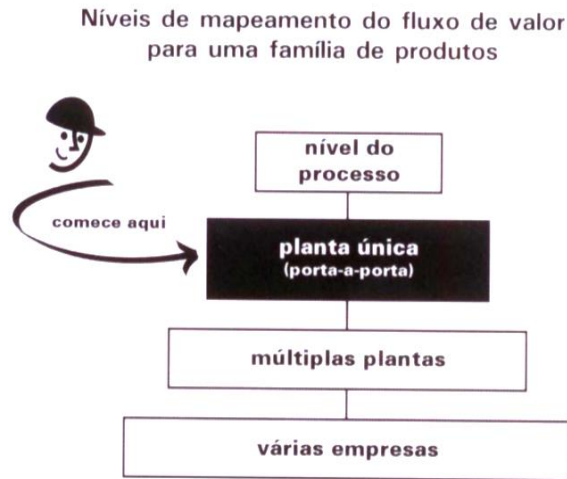 Níveis de mapeamento do fluxo de valor
para uma família de produtos
nível do
processo
comece aqui
planta única
(porta-a-porta)
múltiplas plantas
várias empresas